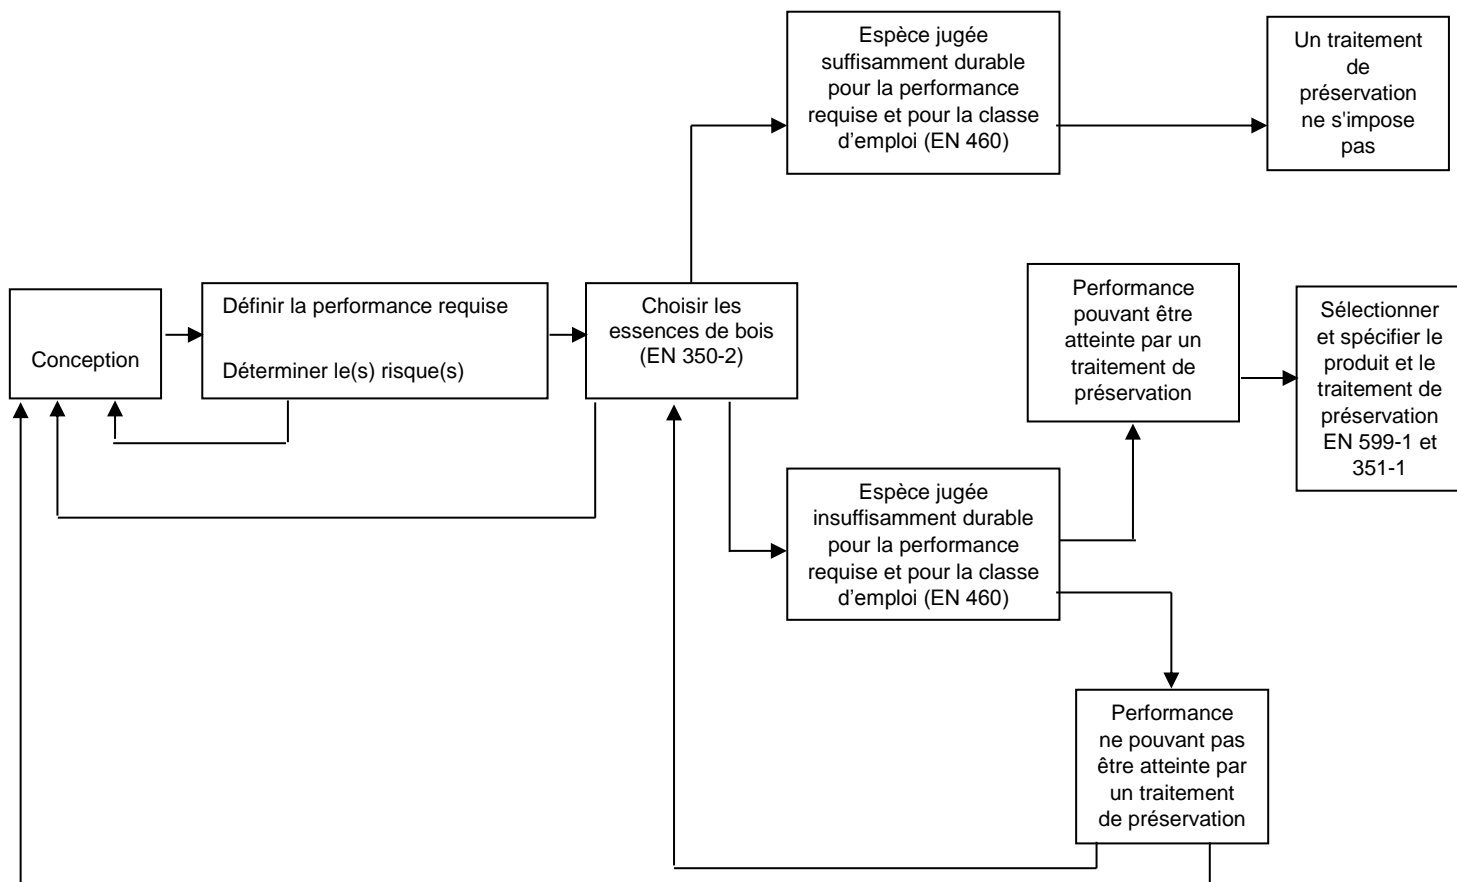 Espèce jugée
suffisamment durable
pour la performance
requise et pour la classe
d’emploi (EN 460)
Un traitement
de
préservation
ne s'impose
pas
Conception
Définir la performance requise
Déterminer le(s) risque(s)
Choisir les
essences de bois
(EN 350-2)
Performance
pouvant être
atteinte par un
traitement de
préservation
Sélectionner
et spécifier le
produit et le
traitement de
préservation
EN 599-1 et
351-1
Espèce jugée
insuffisamment durable
pour la performance
requise et pour la classe
d’emploi (EN 460)
Performance
ne pouvant pas
être atteinte par
un traitement
de préservation